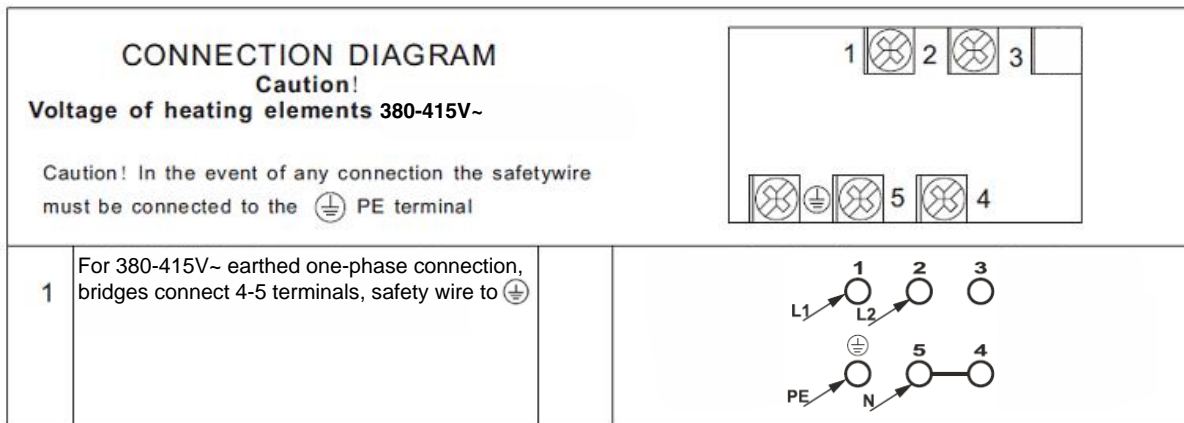 CONNECTION DIAGRAM
Caution!
Voltage of heating elements 380-415V~
Caution! In the event of any connection the safetywire
must be connected to the ⏚ PE terminal
1 2 3
5 4
1
For 380-415V~ earthed one-phase connection,
bridges connect 4-5 terminals, safety wire to ⏚
1 2 3
L1 L2
5 4
PE N